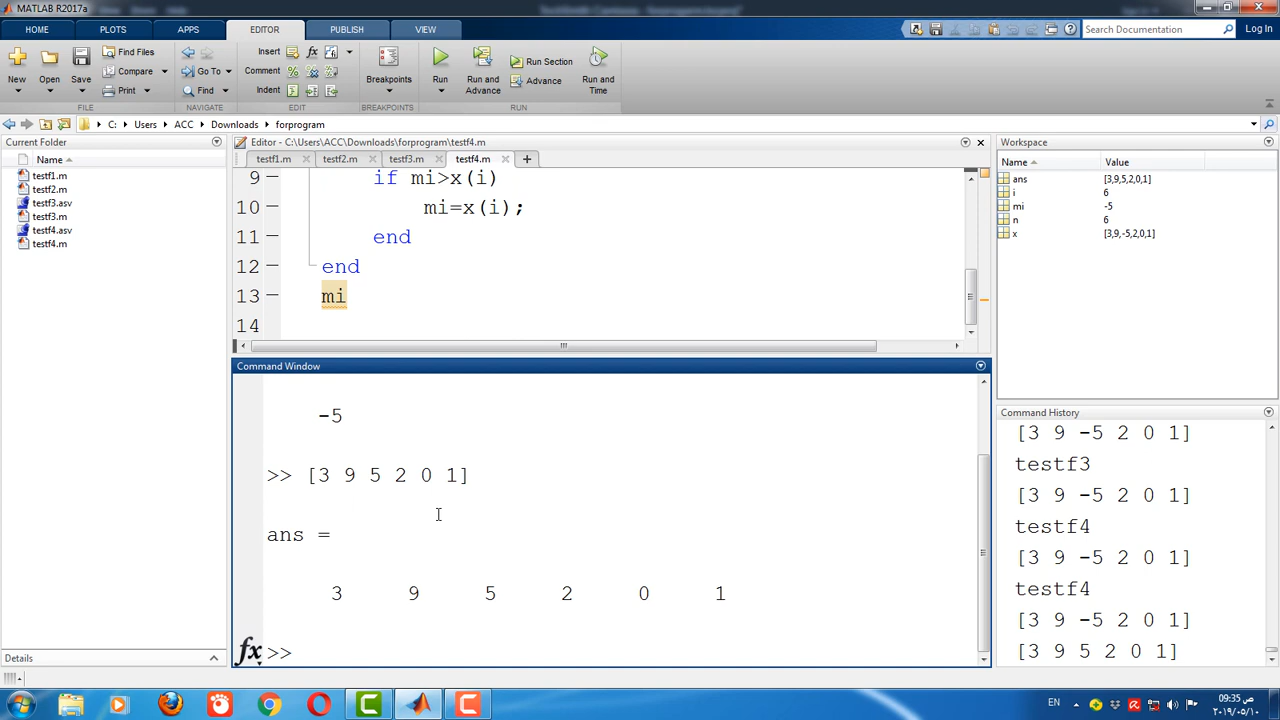 MATLAB R2017a
HOME PLOTS APPS EDITOR PUBLISH VIEW
Search Documentation Log In
New Open Save Find Files Compare Print
Go To Find
Insert Comment Indent
fx
Breakpoints
Run Run and Advance Run Section Advance Run and Time
FILE NAVIGATE EDIT BREAKPOINTS RUN
C: Users ACC Downloads forprogram
Current Folder
Name
testf1.m
testf2.m
testf3.asv
testf3.m
testf4.asv
testf4.m
Details
Editor - C:\Users\ACC\Downloads\forprogram\testf4.m
testf1.m testf2.m testf3.m testf4.m
9 if mi>x(i)
10 mi=x(i);
11 end
12 end
13 mi
14
Command Window
-5
>> [3 9 5 2 0 1]
ans =
3 9 5 2 0 1
fx >>
Workspace
Name Value
ans [3,9,5,2,0,1]
i 6
mi -5
n 6
x [3,9,-5,2,0,1]
Command History
[3 9 -5 2 0 1]
testf3
[3 9 -5 2 0 1]
testf4
[3 9 -5 2 0 1]
testf4
[3 9 -5 2 0 1]
[3 9 5 2 0 1]
EN
09:35 ص
٢٠١٩/٠٥/١٠